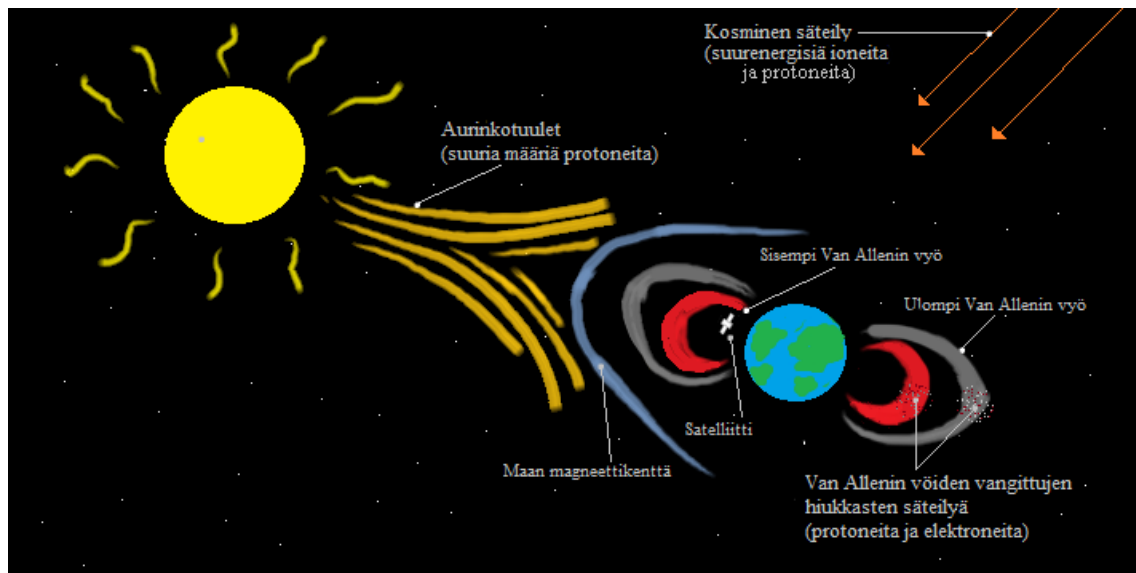 Kosminen säteily
(suurenergisiä ioneita
ja protoneita)
Aurinkotuulet
(suuria määriä protoneita)
Sisempi Van Allenin vyö
Ulompi Van Allenin vyö
Satelliitti
Maan magneettikenttä
Van Allenin vöiden vangittujen
hiukkasten säteilyä
(protoneita ja elektroneita)